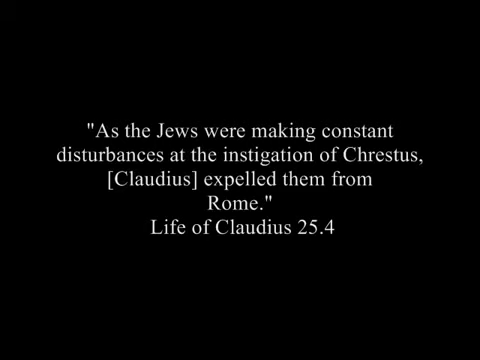 "As the Jews were making constant
disturbances at the instigation of Chrestus,
[Claudius] expelled them from
Rome."
Life of Claudius 25.4